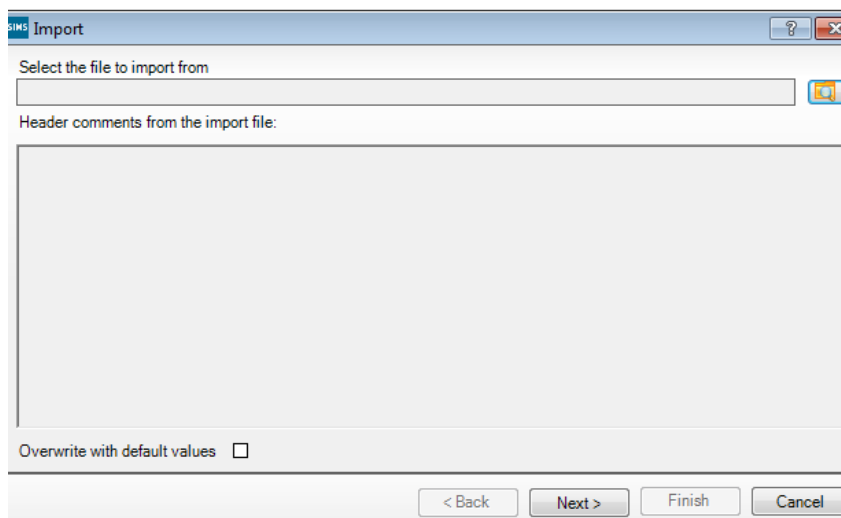 SIMS Import ?
Select the file to import from
Header comments from the import file:
Overwrite with default values
< Back Next > Finish Cancel